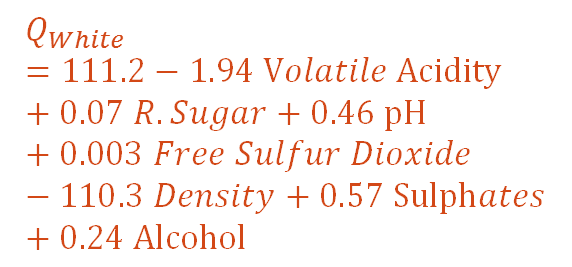 QWhite
= 111.2 − 1.94 Volatile Acidity
+ 0.07 R. Sugar + 0.46 pH
+ 0.003 Free Sulfur Dioxide
− 110.3 Density + 0.57 Sulphates
+ 0.24 Alcohol